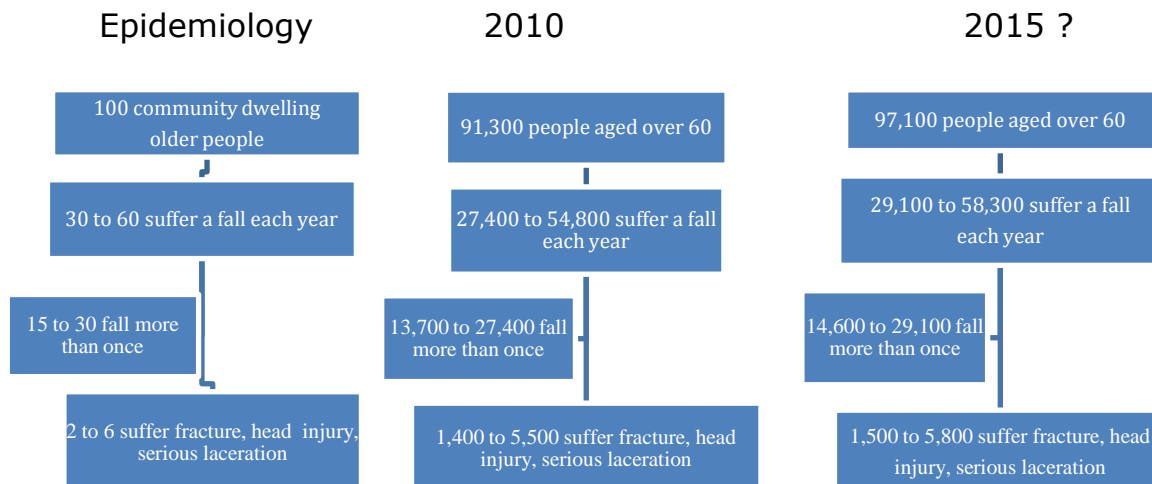 Epidemiology
100 community dwelling
older people
30 to 60 suffer a fall each year
15 to 30 fall more
than once
2 to 6 suffer fracture, head injury,
serious laceration
2010
91,300 people aged over 60
27,400 to 54,800 suffer a fall
each year
13,700 to 27,400 fall
more than once
1,400 to 5,500 suffer fracture, head
injury, serious laceration
2015 ?
97,100 people aged over 60
29,100 to 58,300 suffer a fall
each year
14,600 to 29,100 fall
more than once
1,500 to 5,800 suffer fracture, head
injury, serious laceration